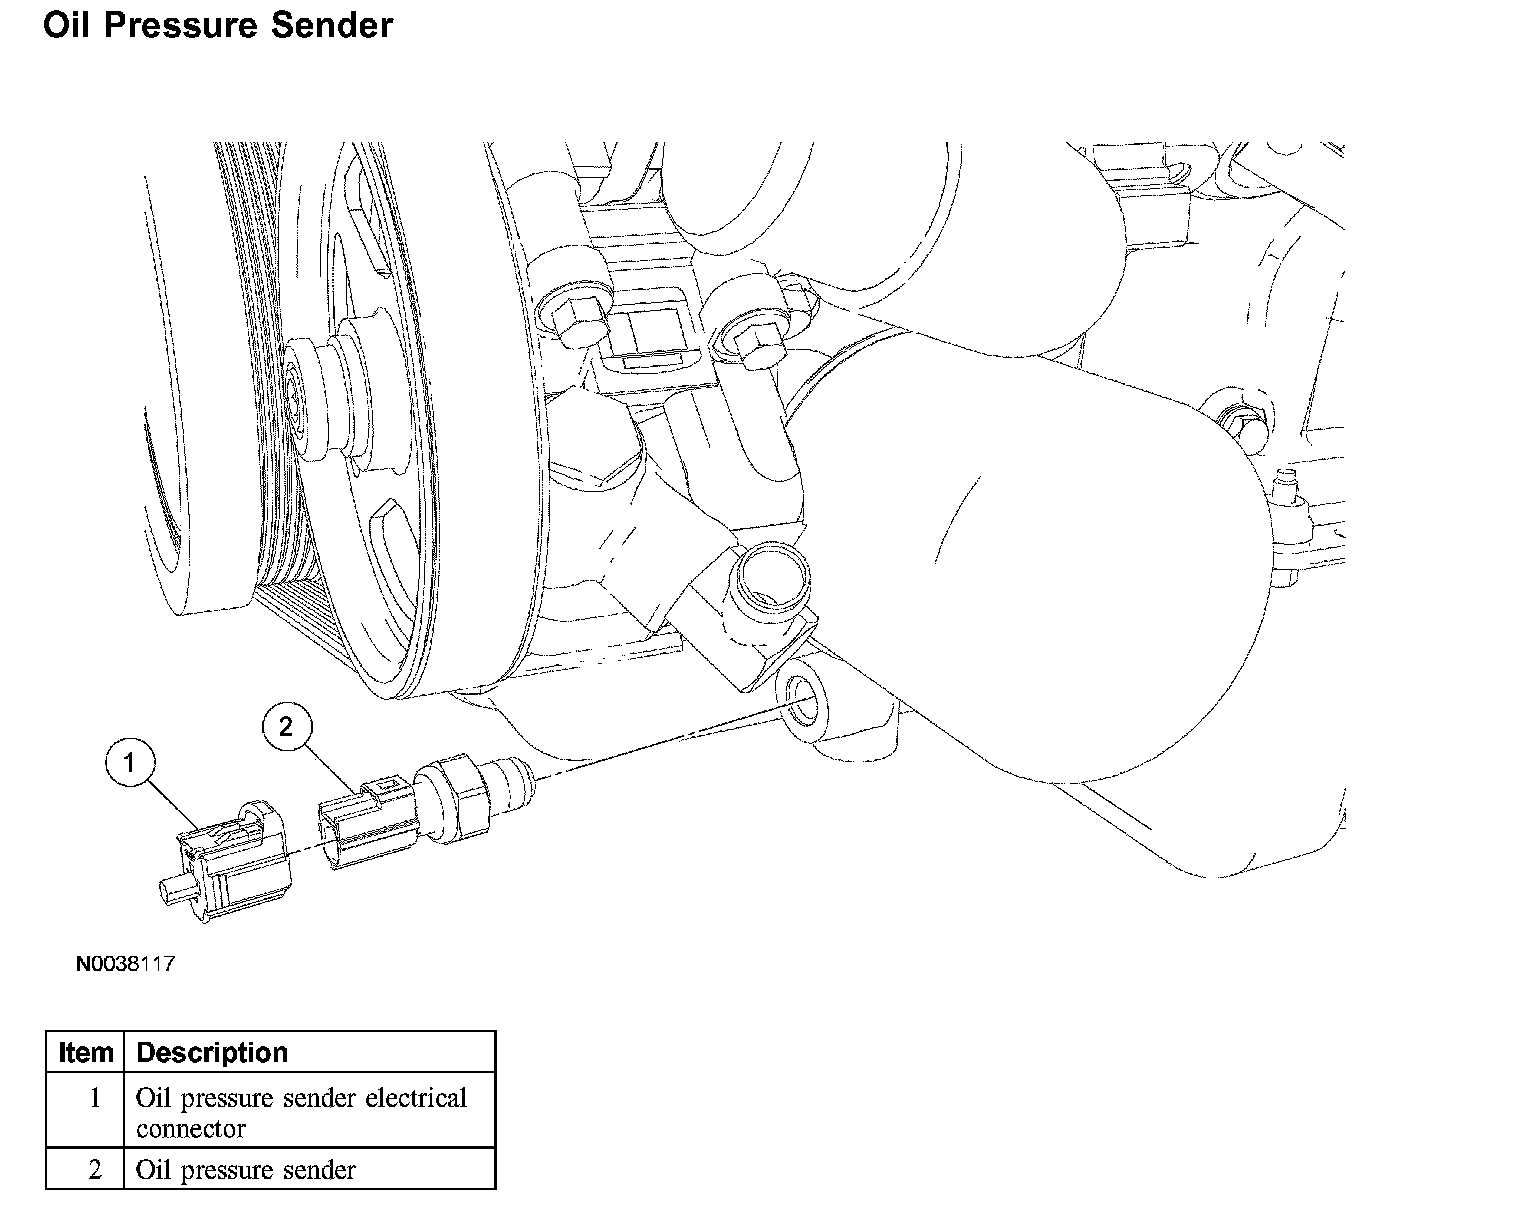 Oil Pressure Sender
2
1
N0038117
Item Description
1 Oil pressure sender electrical
connector
2 Oil pressure sender